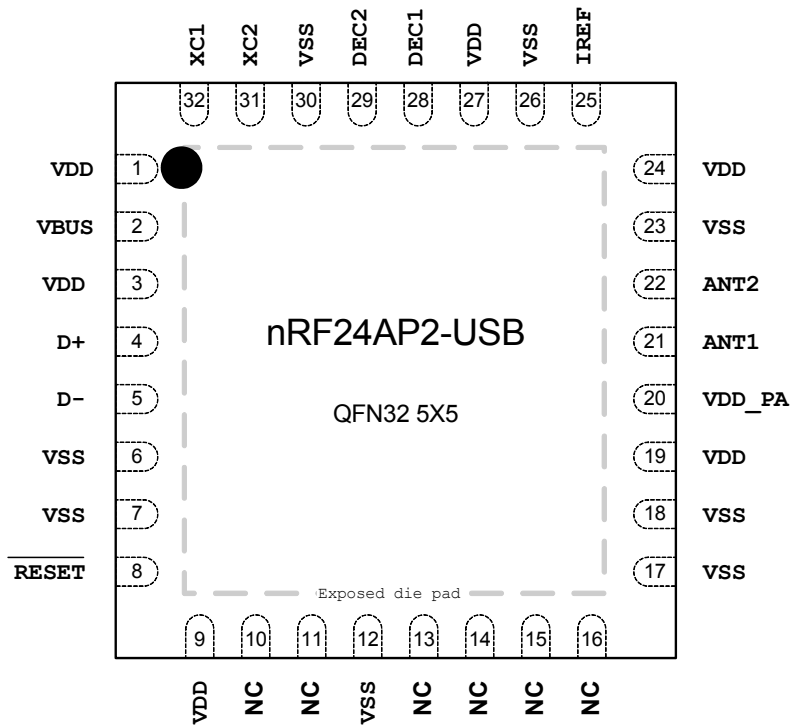 XC1
XC2
VSS
DEC2
DEC1
VDD
VSS
IREF
32
31
30
29
28
27
26
25
VDD 1
VBUS 2
VDD 3
D+ 4
D- 5
VSS 6
VSS 7
RESET 8
24 VDD
23 VSS
22 ANT2
21 ANT1
20 VDD_PA
19 VDD
18 VSS
17 VSS
nRF24AP2-USB
QFN32 5X5
Exposed die pad
9
10
11
12
13
14
15
16
VDD
NC
NC
VSS
NC
NC
NC
NC